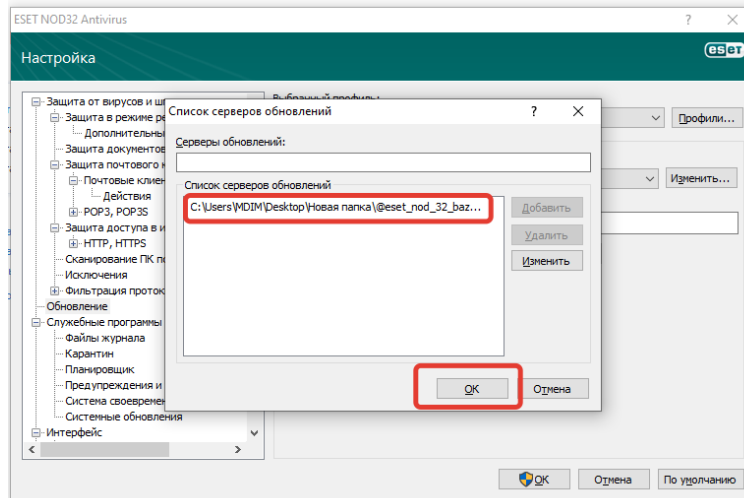 ESET NOD32 Antivirus
Настройка
eset
Защита от вирусов и
Защита в режиме
Дополнительны
Защита документов
Защита почтового
Почтовые клиен
Действия
POP3, POP3S
Защита доступа в и
HTTP, HTTPS
Сканирование ПК
Исключения
Фильтрация проток
Обновление
Служебные программы
Файлы журнала
Карантин
Планировщик
Предупреждения и
Система своевремен
Системные обновления
Интерфейс
Профили...
Изменить...
Список серверов обновлений
Серверы обновлений:
Список серверов обновлений
C:\Users\MDIM\Desktop\Новая папка\@eset_nod_32_baz...
Добавить
Удалить
Изменить
OK
Отмена
OK
Отмена
По умолчанию